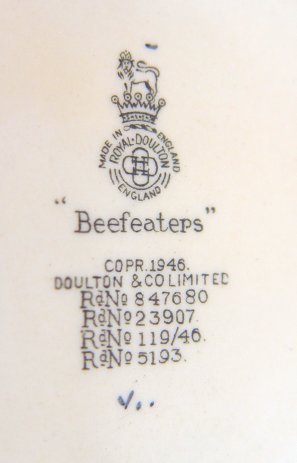 MADE IN ENGLAND
ROYAL·DOULTON
ENGLAND
"Beefeaters"
COPR.1946.
DOULTON & CO LIMITED
RdNo 847680
RdNo 23907.
RdNo 119/46.
RdNo 5193.